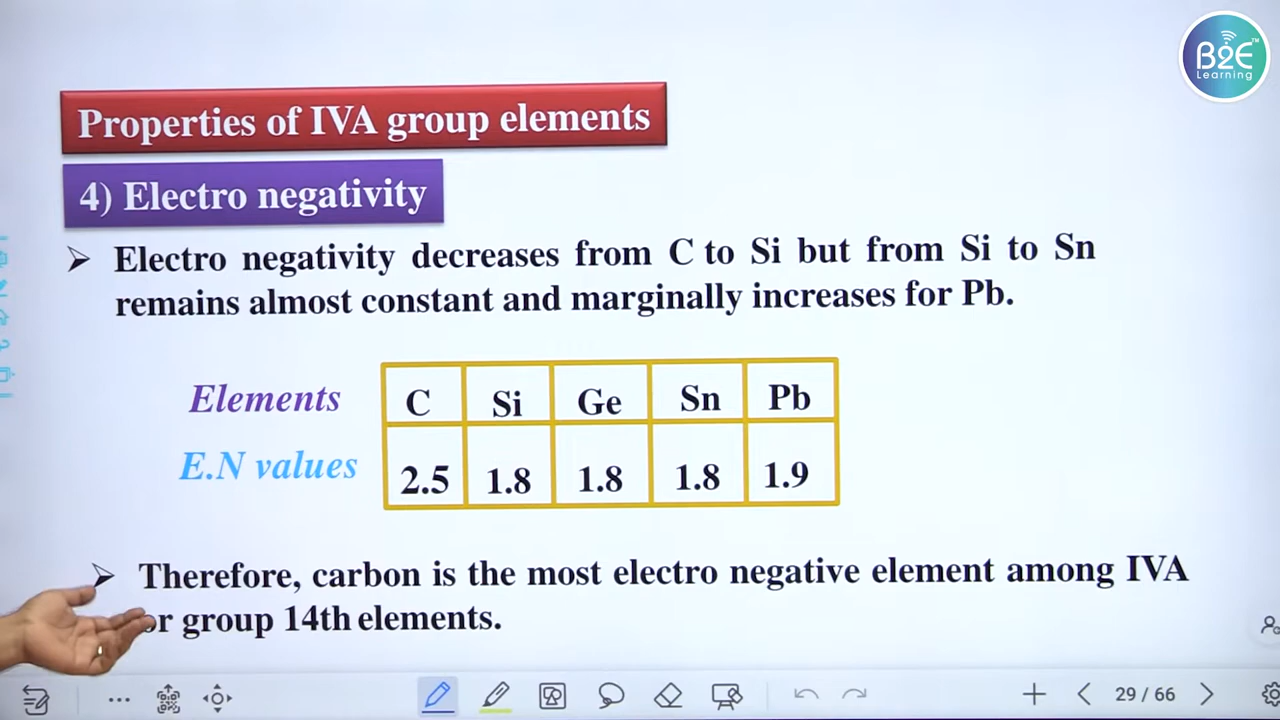 B2E
TM
Learning
Properties of IVA group elements
4) Electro negativity
➤ Electro negativity decreases from C to Si but from Si to Sn
remains almost constant and marginally increases for Pb.
Elements C Si Ge Sn Pb
E.N values 2.5 1.8 1.8 1.8 1.9
➤ Therefore, carbon is the most electro negative element among IVA
or group 14th elements.
29 / 66